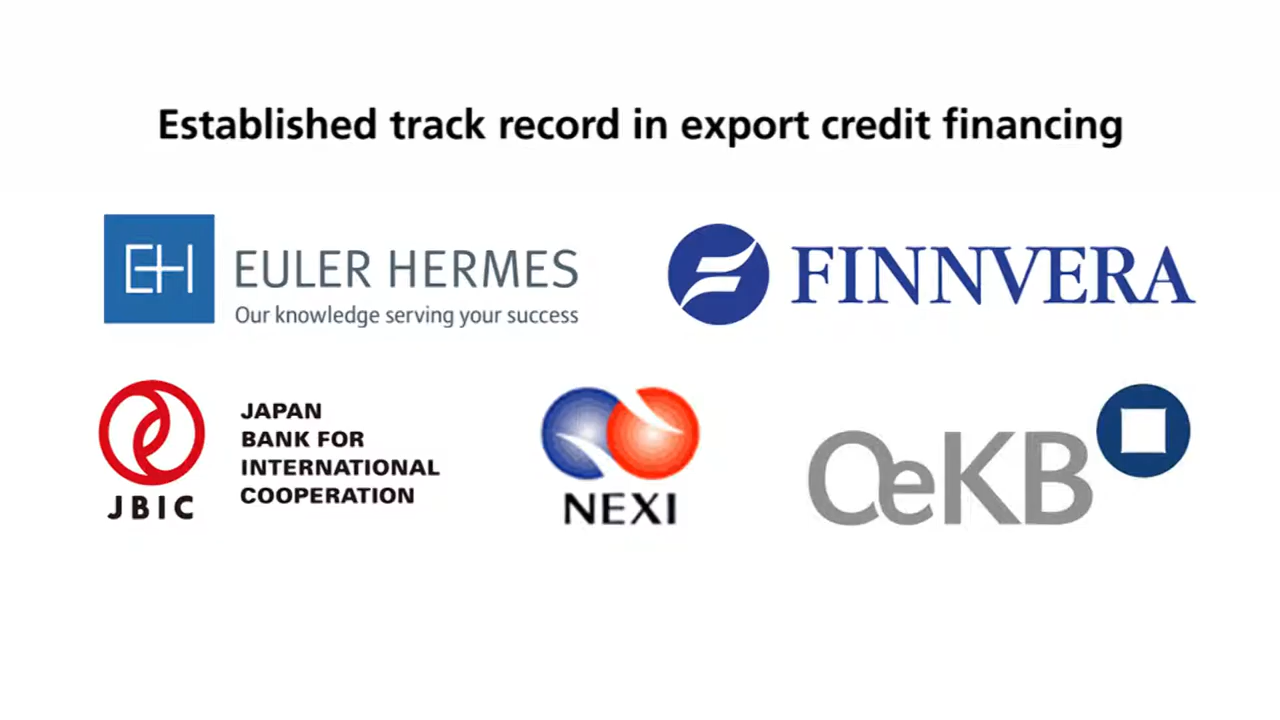 Established track record in export credit financing
EH EULER HERMES
Our knowledge serving your success
FINNVERA
JBIC
JAPAN
BANK FOR
INTERNATIONAL
COOPERATION
NEXI
OeKB